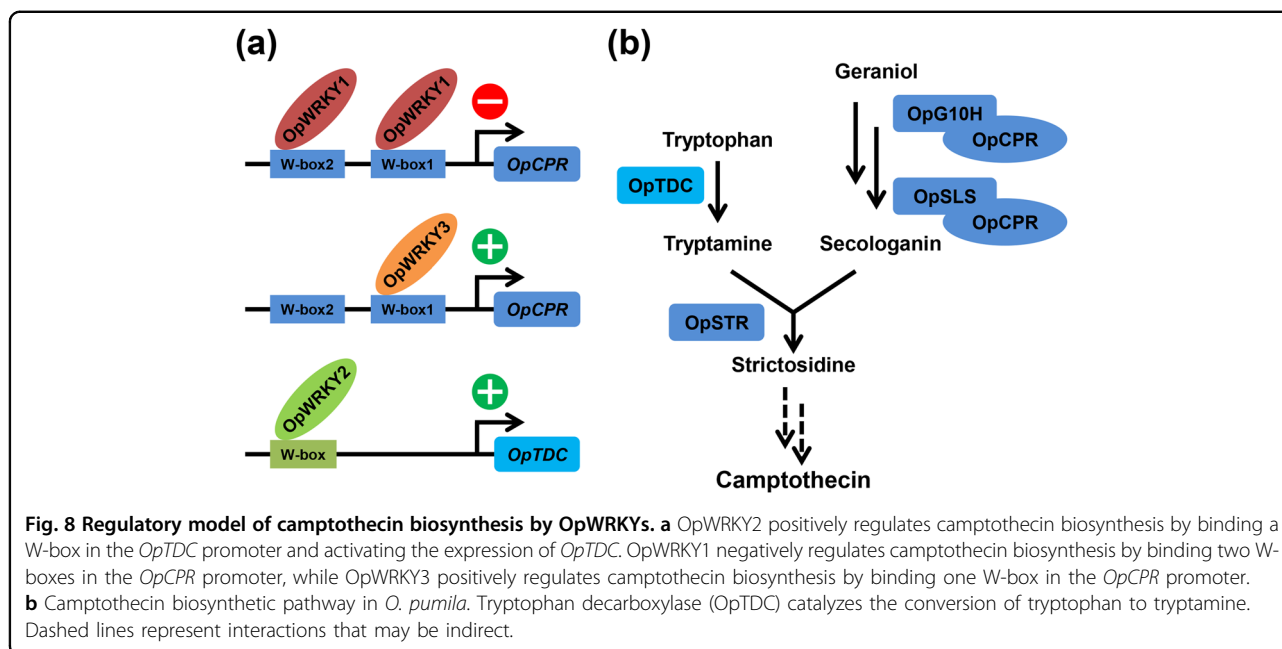 (a)
OpWRKY1 OpWRKY1
W-box2 W-box1 OpCPR
OpWRKY3
W-box2 W-box1 OpCPR
OpWRKY2
W-box OpTDC
(b)
Geraniol
OpG10H
OpCPR
Tryptophan
OpTDC
OpSLS
OpCPR
Tryptamine Secologanin
OpSTR
Strictosidine
Camptothecin
Fig. 8 Regulatory model of camptothecin biosynthesis by OpWRKYs. a OpWRKY2 positively regulates camptothecin biosynthesis by binding a
W-box in the OpTDC promoter and activating the expression of OpTDC. OpWRKY1 negatively regulates camptothecin biosynthesis by binding two W-
boxes in the OpCPR promoter, while OpWRKY3 positively regulates camptothecin biosynthesis by binding one W-box in the OpCPR promoter.
b Camptothecin biosynthetic pathway in O. pumila. Tryptophan decarboxylase (OpTDC) catalyzes the conversion of tryptophan to tryptamine.
Dashed lines represent interactions that may be indirect.